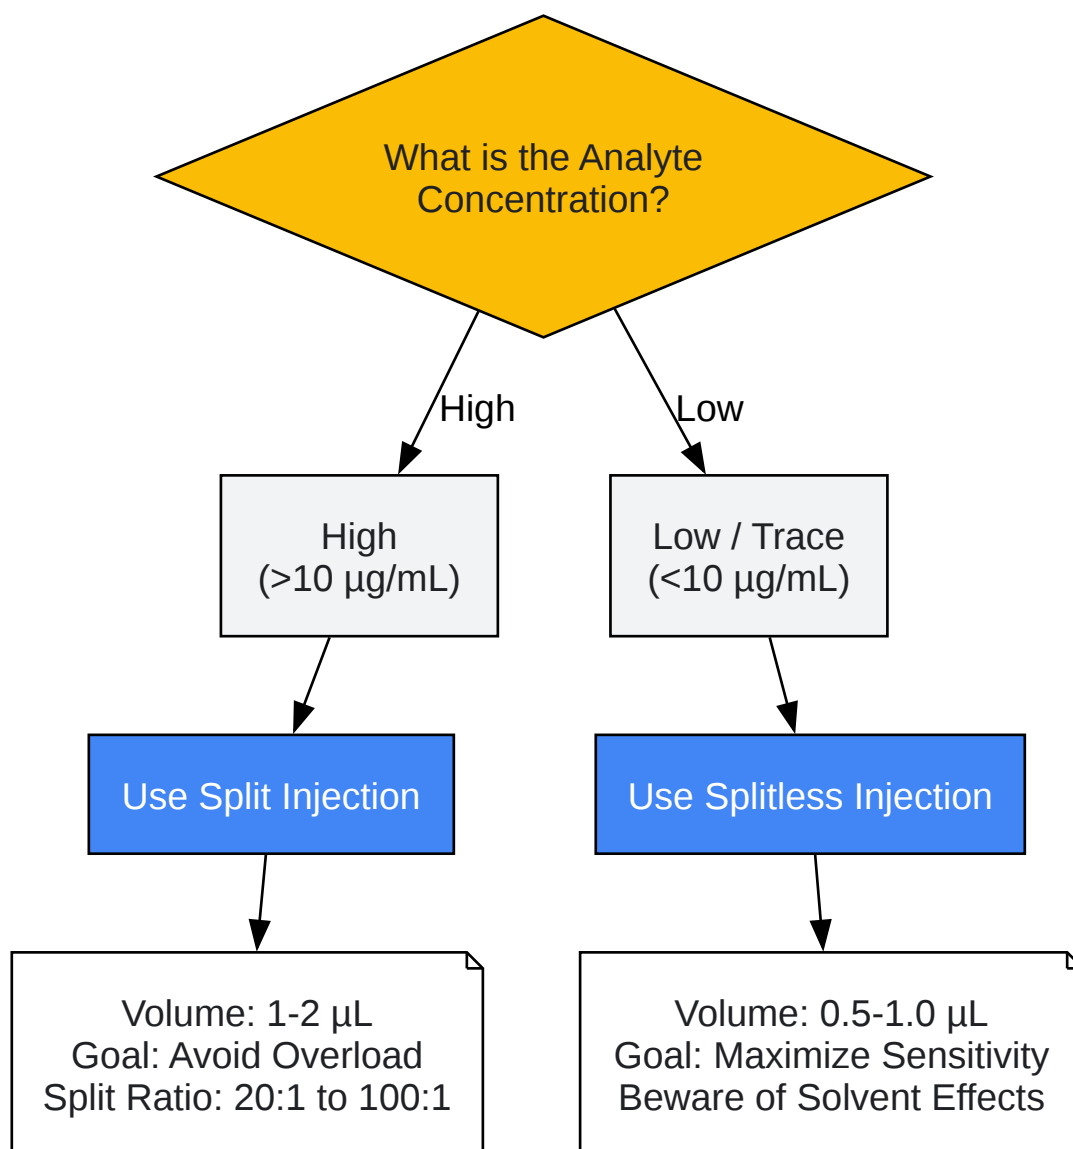 What is the Analyte
Concentration?
High
Low
High
(>10 µg/mL)
Low / Trace
(<10 µg/mL)
Use Split Injection
Use Splitless Injection
Volume: 1-2 µL
Goal: Avoid Overload
Split Ratio: 20:1 to 100:1
Volume: 0.5-1.0 µL
Goal: Maximize Sensitivity
Beware of Solvent Effects